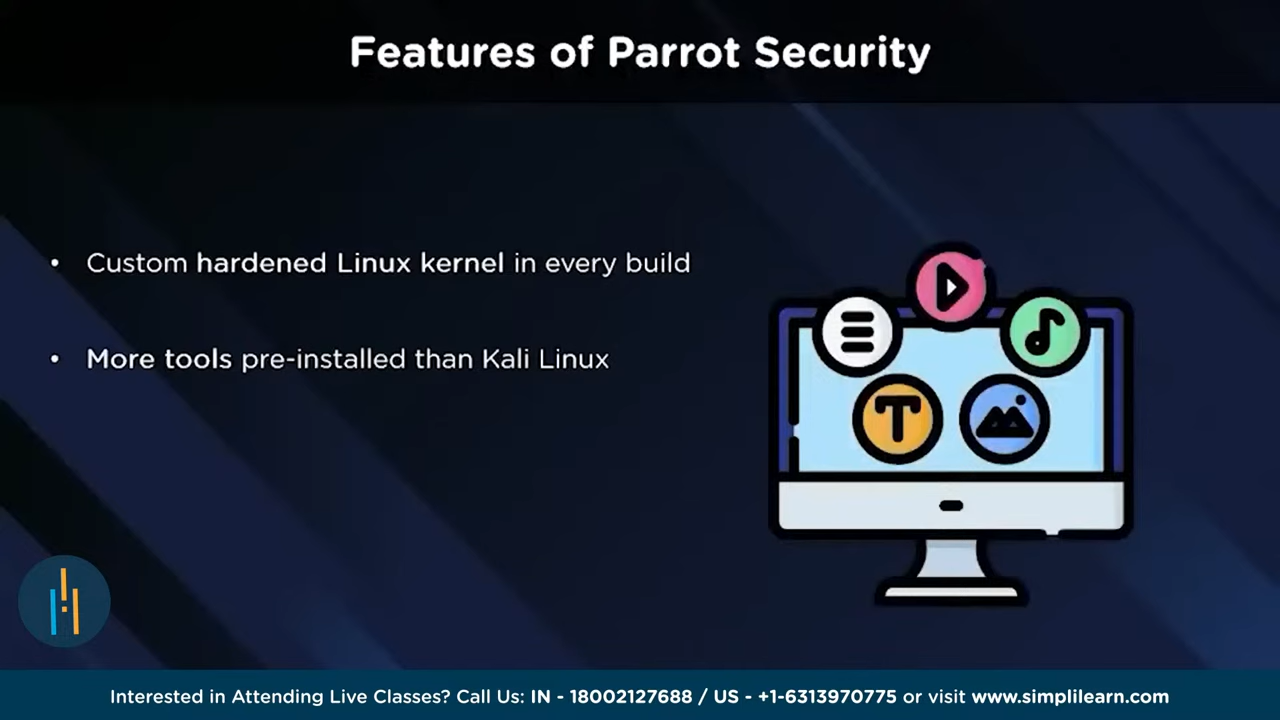 Features of Parrot Security
• Custom hardened Linux kernel in every build
• More tools pre-installed than Kali Linux
T
Interested in Attending Live Classes? Call Us: IN - 18002127688 / US - +1-6313970775 or visit www.simplilearn.com